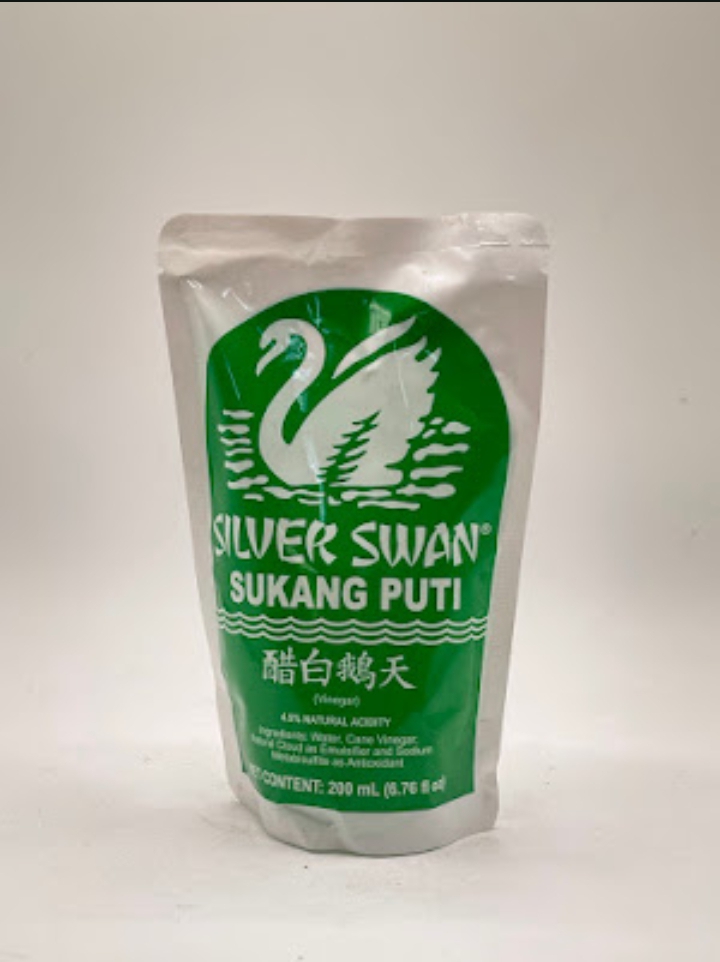 SILVER SWAN®
SUKANG PUTI
醋白鵝天
(Vinegar)
4.5% NATURAL ACIDITY
Ingredients: Water, Cane Vinegar,
Natural Cloud as Emulsifier and Sodium
Metabisulfite as Antioxidant
CONTENT: 200 mL (6.76 fl oz)